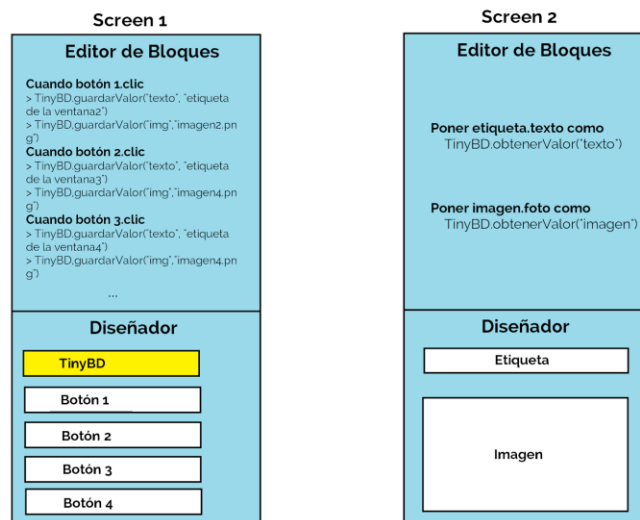 Screen 1
Editor de Bloques
Cuando botón 1.clic
> TinyBD.guardarValor("texto", "etiqueta
de la ventana2")
> TinyBD.guardarValor("img","imagen2.pn
g")
Cuando botón 2.clic
> TinyBD.guardarValor("texto", "etiqueta
de la ventana3")
> TinyBD.guardarValor("img","imagen4.pn
g")
Cuando botón 3.clic
> TinyBD.guardarValor("texto", "etiqueta
de la ventana4")
> TinyBD.guardarValor("img","imagen4.pn
g")
...
Diseñador
TinyBD
Botón 1
Botón 2
Botón 3
Botón 4
Screen 2
Editor de Bloques
Poner etiqueta.texto como
TinyBD.obtenerValor("texto")
Poner imagen.foto como
TinyBD.obtenerValor("imagen")
Diseñador
Etiqueta
Imagen